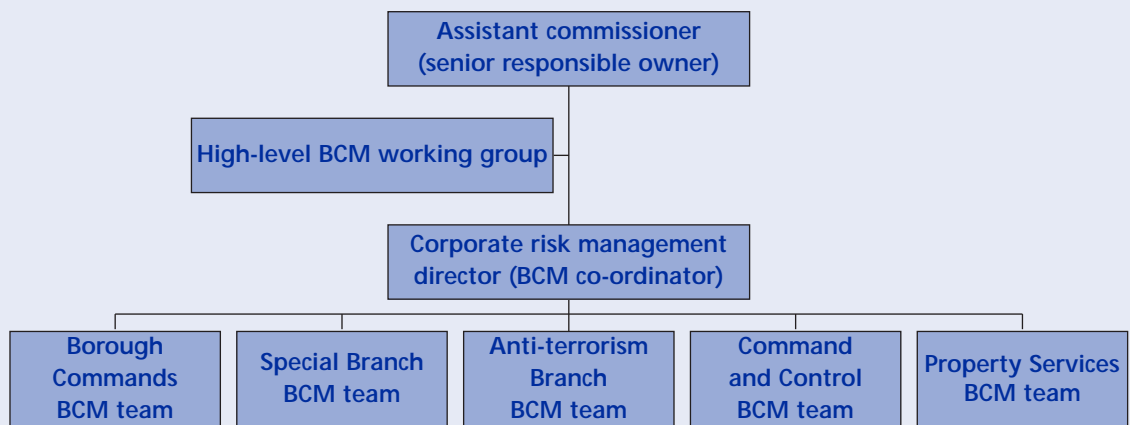 Assistant commissioner
(senior responsible owner)
High-level BCM working group
Corporate risk management
director (BCM co-ordinator)
Borough
Commands
BCM team
Special Branch
BCM team
Anti-terrorism
Branch
BCM team
Command
and Control
BCM team
Property Services
BCM team